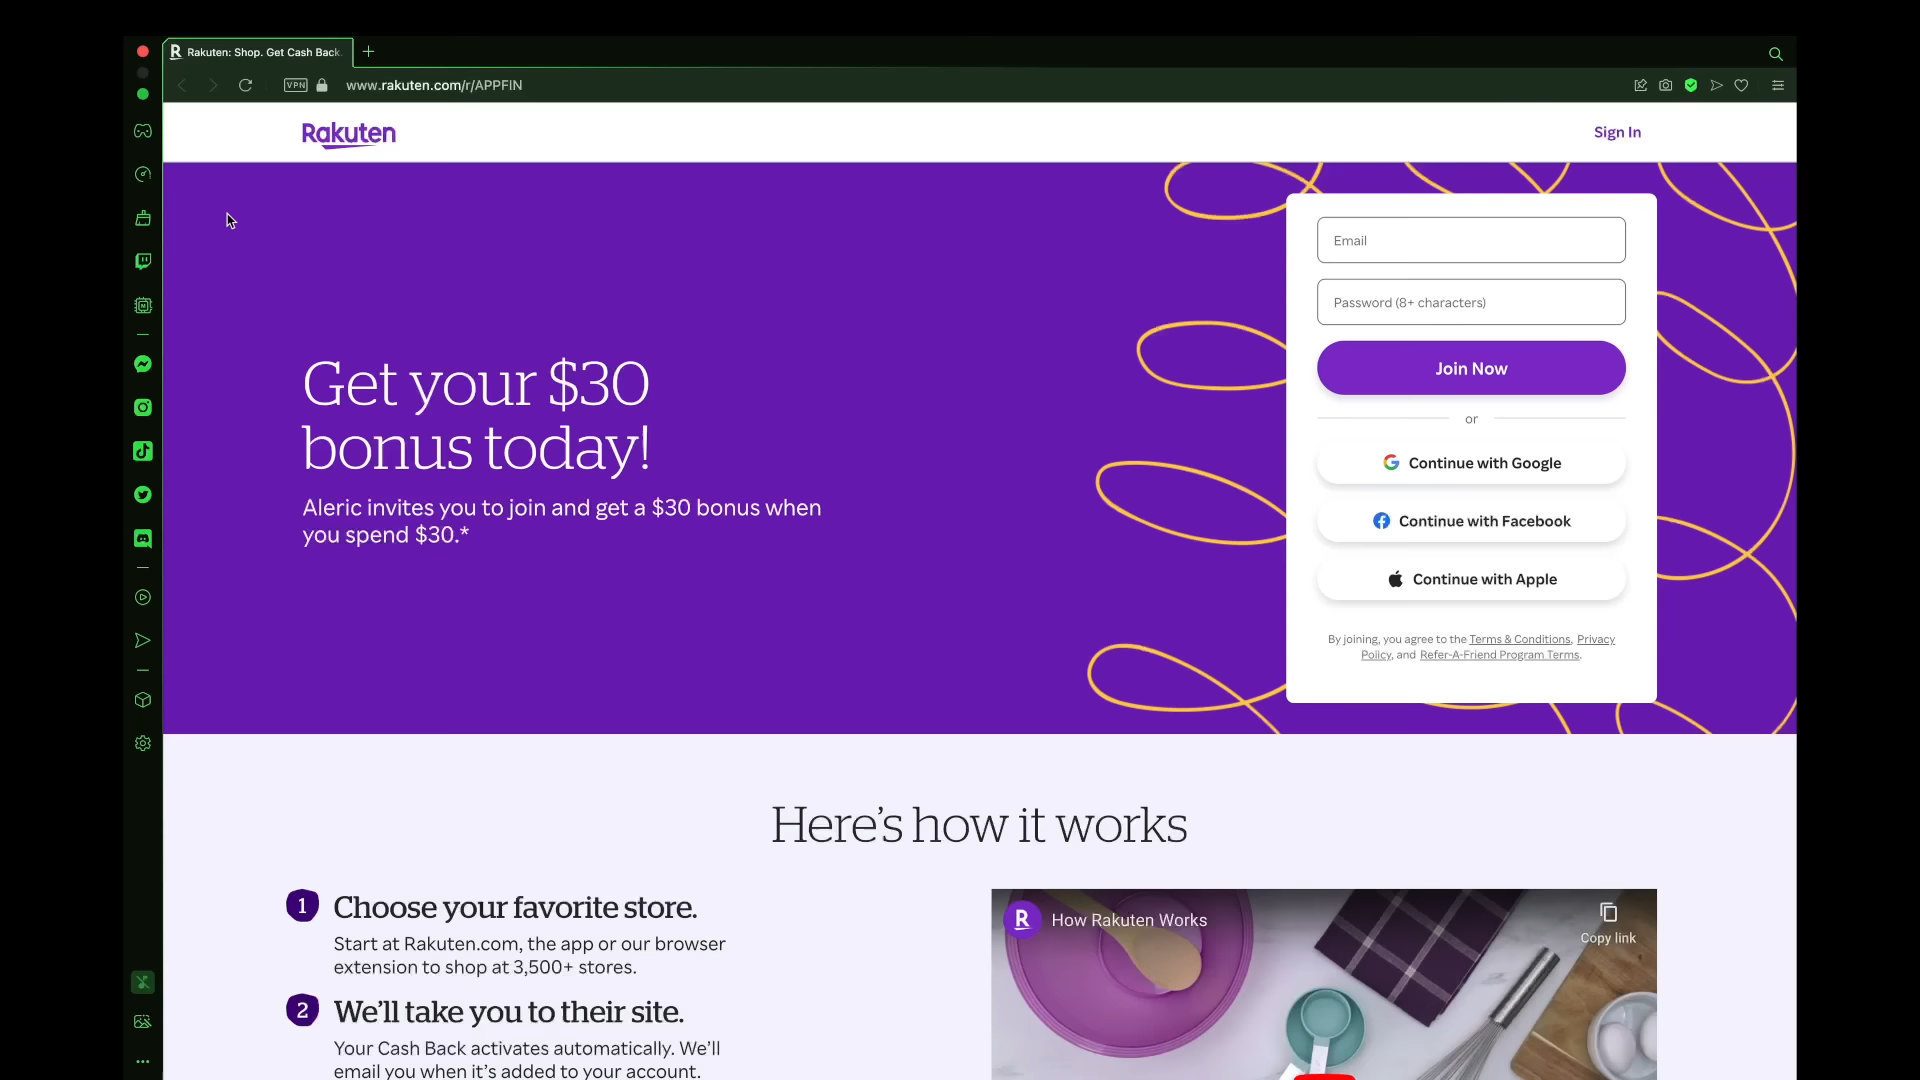 Rakuten: Shop. Get Cash Back.
VPN
www.rakuten.com/r/APPFIN
Rakuten
Sign In
Get your $30
bonus today!
Aleric invites you to join and get a $30 bonus when
you spend $30.*
Email
Password (8+ characters)
Join Now
or
Continue with Google
Continue with Facebook
Continue with Apple
By joining, you agree to the Terms & Conditions, Privacy
Policy, and Refer-A-Friend Program Terms.
Here's how it works
1 Choose your favorite store.
Start at Rakuten.com, the app or our browser
extension to shop at 3,500+ stores.
2 We'll take you to their site.
Your Cash Back activates automatically. We'll
email you when it's added to your account.
R How Rakuten Works
Copy link